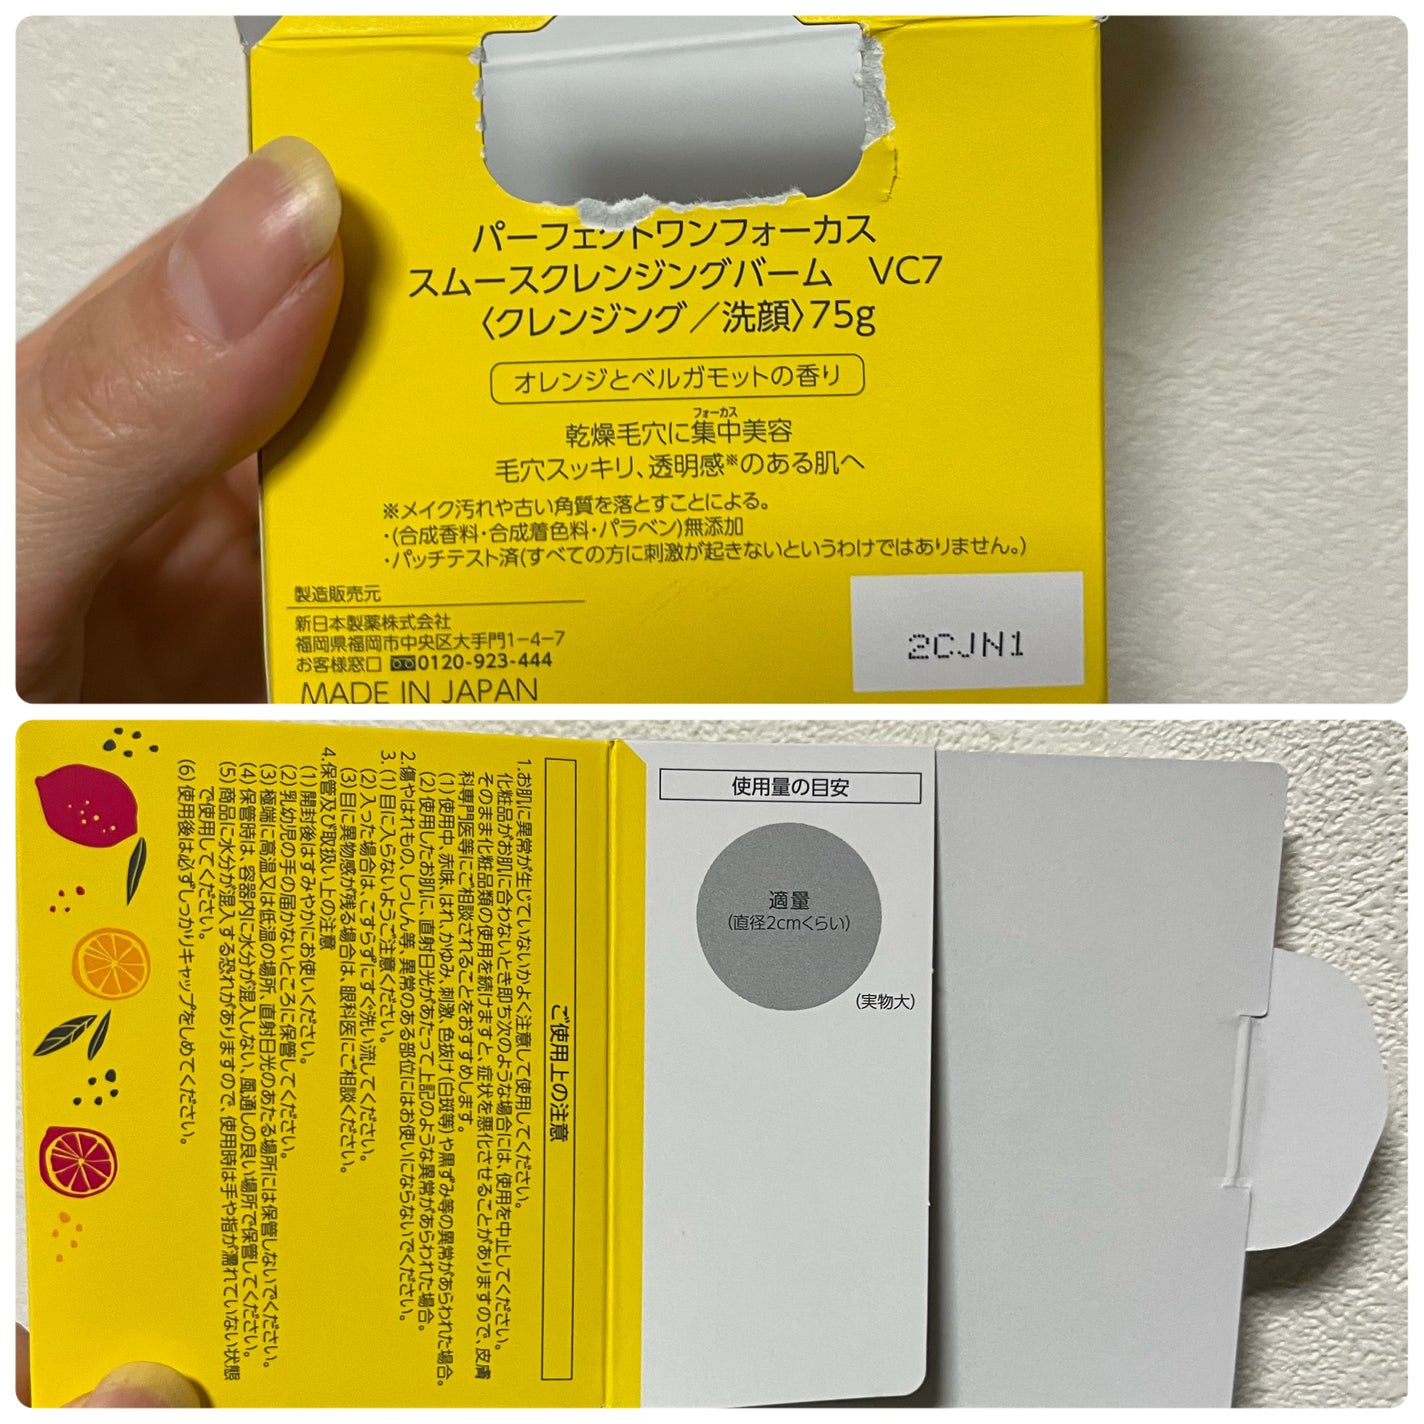 パーフェクトワンフォーカス
スムースクレンジングバーム　VC7
〈クレンジング／洗顔〉75g
オレンジとベルガモットの香り
フォーカス
乾燥毛穴に集中美容
毛穴スッキリ、透明感※のある肌へ
※メイク汚れや古い角質を落とすことによる。
・(合成香料・合成着色料・パラベン)無添加
・パッチテスト済(すべての方に刺激が起きないというわけではありません。)
製造販売元
新日本製薬株式会社
福岡県福岡市中央区大手門1-4-7
お客様窓口 0120-923-444
MADE IN JAPAN
2CJN1
使用量の目安
適量
(直径2cmくらい)
(実物大)
ご使用上の注意
1.お肌に異常が生じていないかよく注意して使用してください。
化粧品がお肌に合わないとき即ち次のような場合には、使用を中止してください。
そのまま化粧品類の使用を続けますと、症状を悪化させることがありますので、皮膚
科専門医等にご相談されることをおすすめします。
(1)使用中、赤味、はれ、かゆみ、刺激、色抜け(白斑等)や黒ずみ等の異常があらわれた場合。
(2)使用したお肌に、直射日光があたって上記のような異常があらわれた場合。
2.傷やはれもの、しっしん等、異常のある部位にはお使いにならないでください。
3.(1)目に入らないようご注意ください。
(2)入った場合は、こすらずにすぐ洗い流してください。
(3)目に異物感が残る場合は、眼科医にご相談ください。
4.保管及び取扱い上の注意
(1)開封後はすみやかにお使いください。
(2)乳幼児の手の届かないところに保管してください。
(3)極端に高温又は低温の場所、直射日光のあたる場所には保管しないでください。
(4)保管時は、容器内に水分が混入しない、風通しの良い場所で保管してください。
(5)商品に水分が混入する恐れがありますので、使用時は手や指が濡れていない状態
で使用してください。
(6)使用後は必ずしっかりキャップをしめてください。